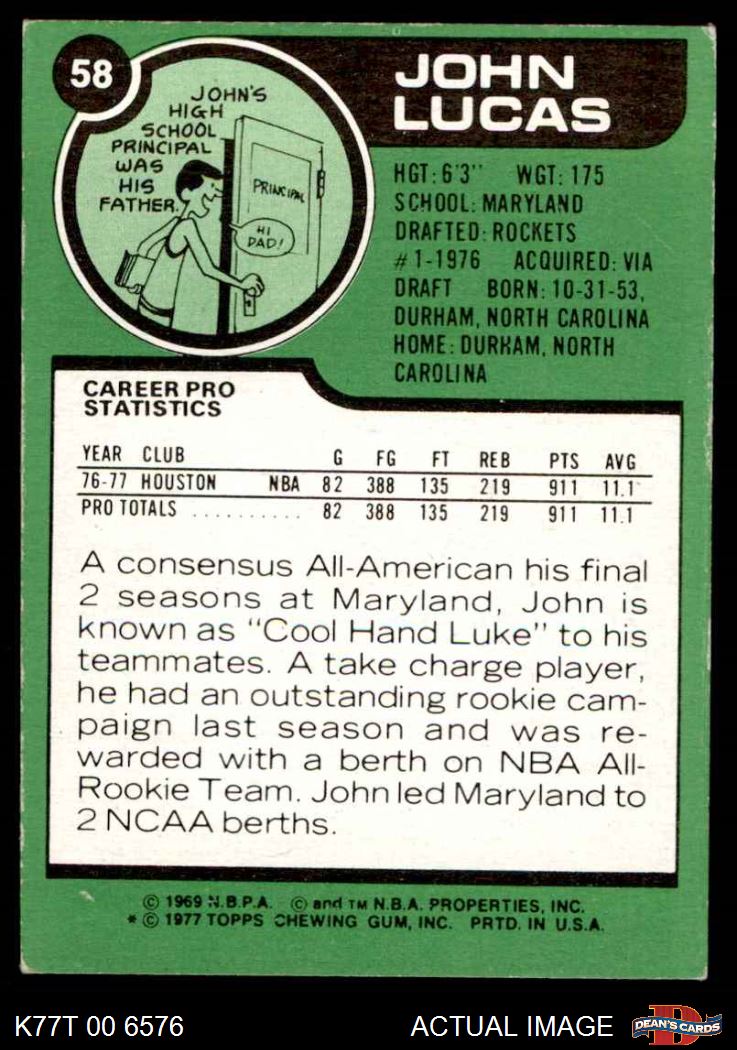 58
JOHN'S
HIGH
SCHOOL
PRINCIPAL
WAS
HIS
FATHER.
PRINCIPAL
HI
DAD!
JOHN
LUCAS
HGT: 6'3" WGT: 175
SCHOOL: MARYLAND
DRAFTED: ROCKETS
#1-1976 ACQUIRED: VIA
DRAFT BORN: 10-31-53,
DURHAM, NORTH CAROLINA
HOME: DURHAM, NORTH
CAROLINA
CAREER PRO
STATISTICS
YEAR CLUB G FG FT REB PTS AVG
76-77 HOUSTON NBA 82 388 135 219 911 11.1
PRO TOTALS .......... 82 388 135 219 911 11.1
A consensus All-American his final
2 seasons at Maryland, John is
known as "Cool Hand Luke" to his
teammates. A take charge player,
he had an outstanding rookie cam-
paign last season and was re-
warded with a berth on NBA All-
Rookie Team. John led Maryland to
2 NCAA berths.
© 1969 N.B.P.A. © and TM N.B.A. PROPERTIES, INC.
* © 1977 TOPPS CHEWING GUM, INC. PRTD. IN U.S.A.
K77T 00 6576 ACTUAL IMAGE
D
DEAN'S CARDS